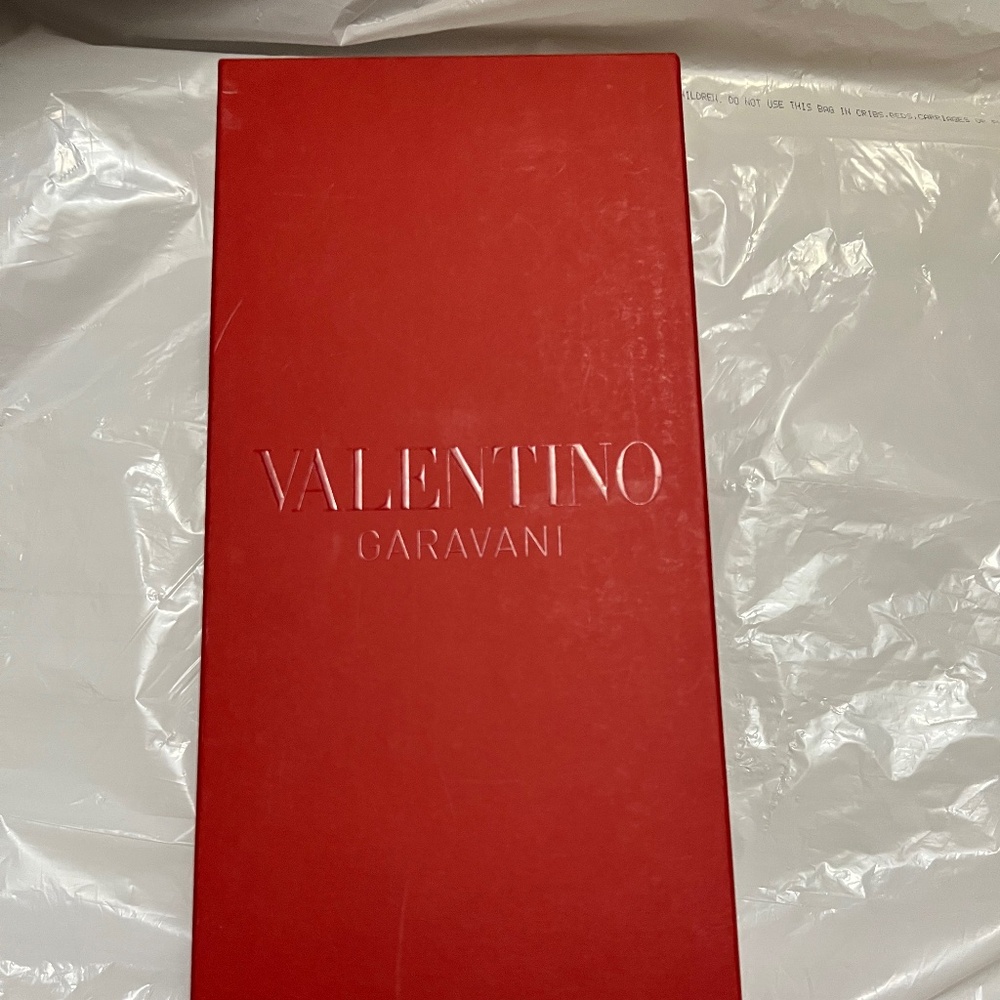 DO NOT USE THIS BAG IN CRIBS,BEDS,CARRIAGES
VALENTINO
GARAVANI